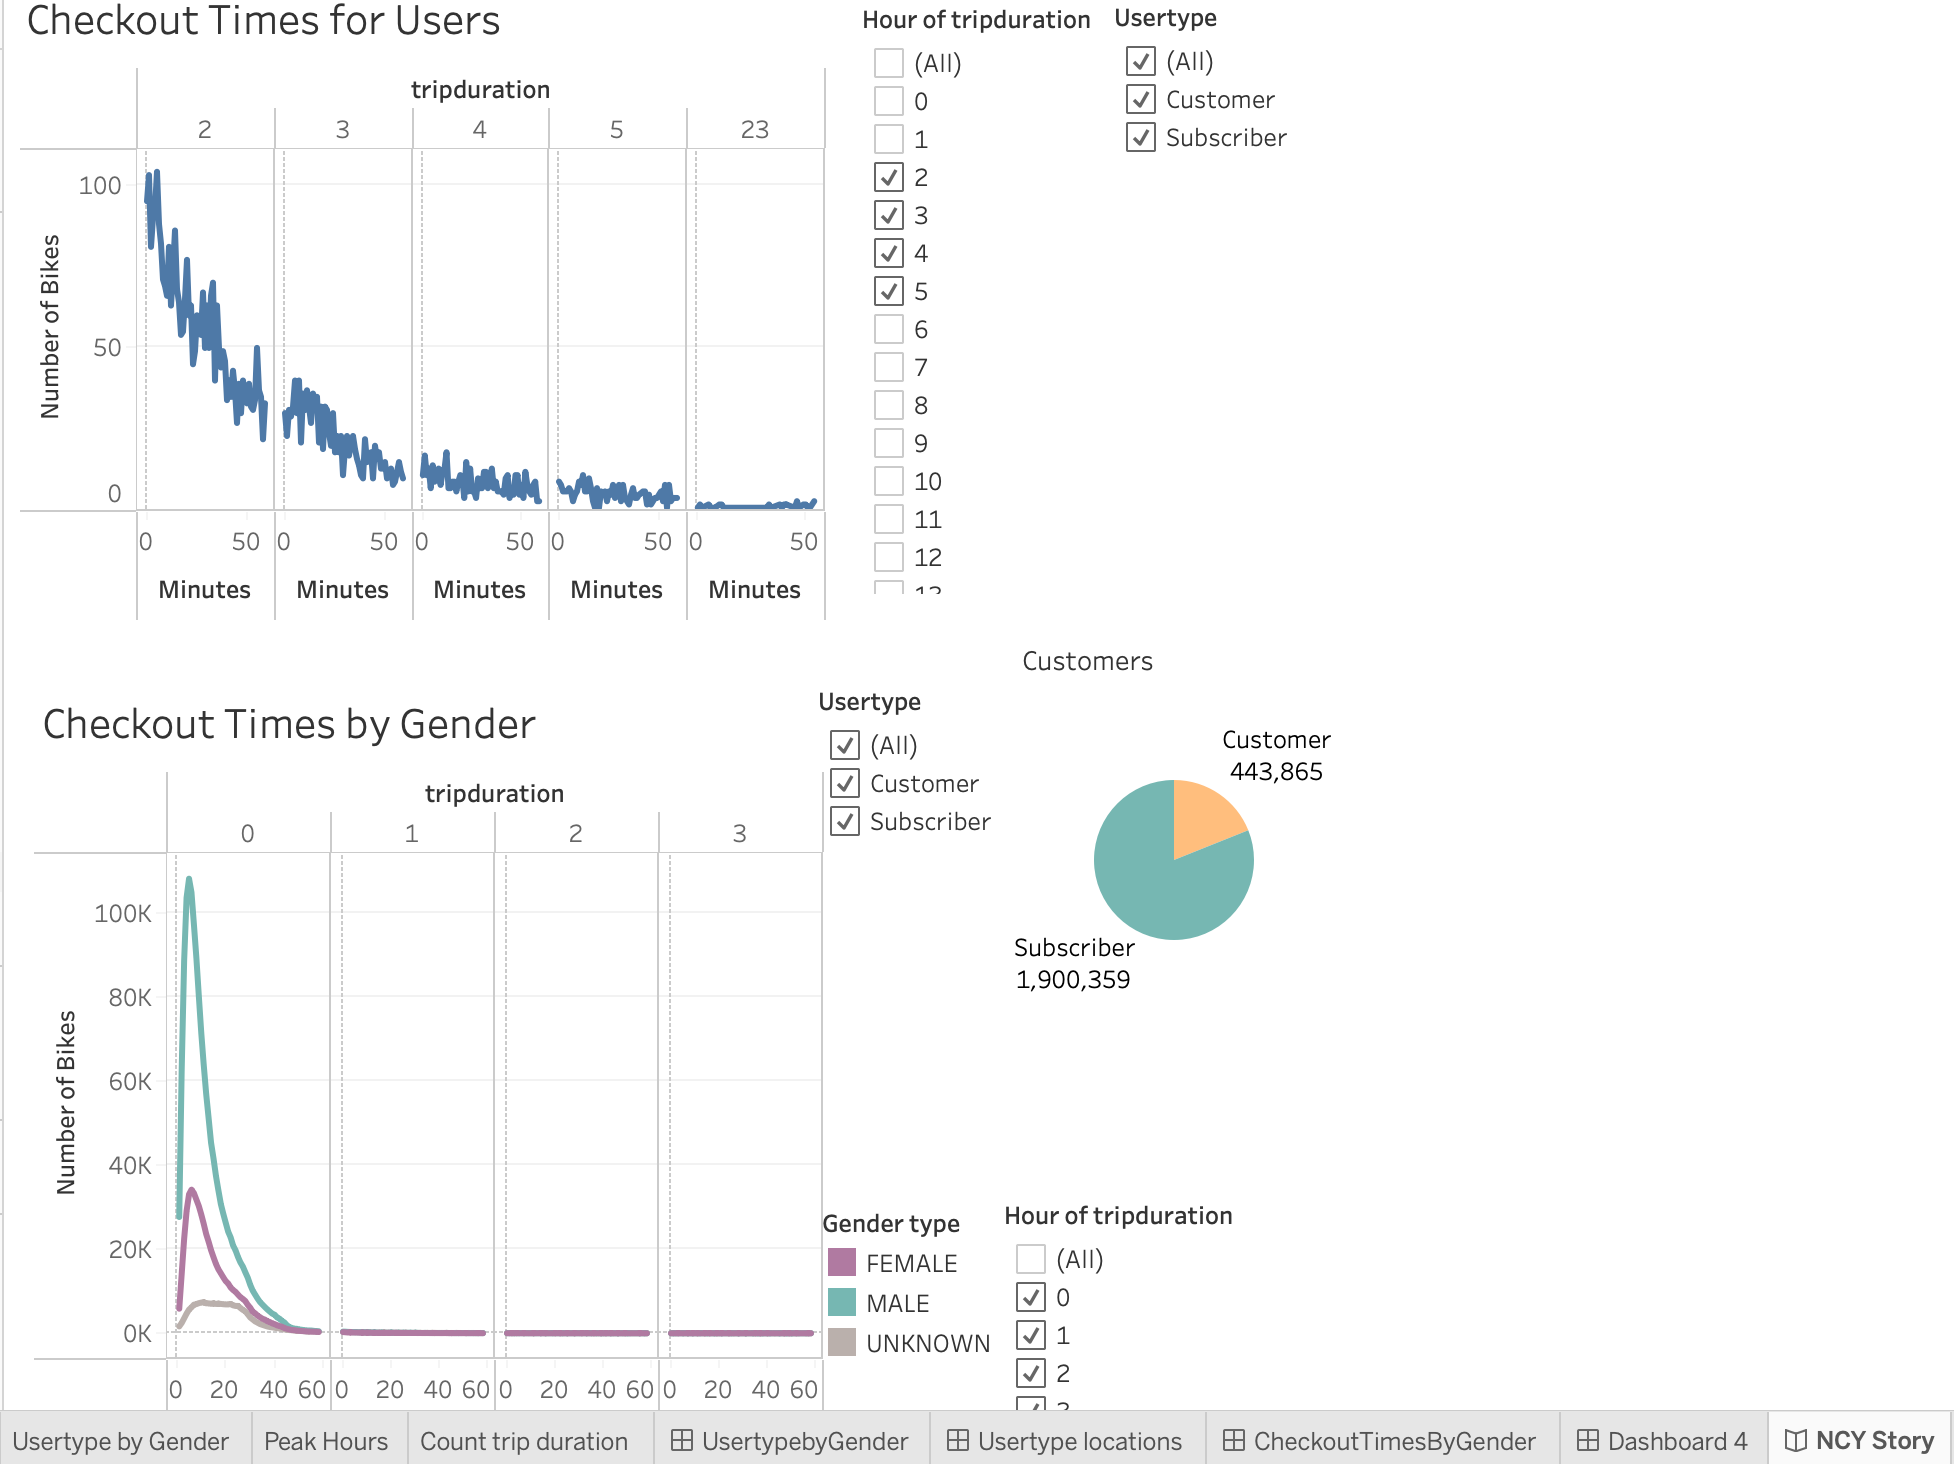 Checkout Times for Users
tripduration
2 3 4 5 23
Number of Bikes
100
50
0
0 50 0 50 0 50 0 50 0 50
Minutes Minutes Minutes Minutes Minutes
Hour of tripduration
(All)
0
1
2
3
4
5
6
7
8
9
10
11
12
Usertype
(All)
Customer
Subscriber
Checkout Times by Gender
tripduration
0 1 2 3
Number of Bikes
100K
80K
60K
40K
20K
0K
0 20 40 60 0 20 40 60 0 20 40 60 0 20 40 60
Usertype
(All)
Customer
Subscriber
Customers
Customer
443,865
Subscriber
1,900,359
Gender type
FEMALE
MALE
UNKNOWN
Hour of tripduration
(All)
0
1
2
Usertype by Gender Peak Hours Count trip duration UsertypebyGender Usertype locations CheckoutTimesByGender Dashboard 4 NCY Story